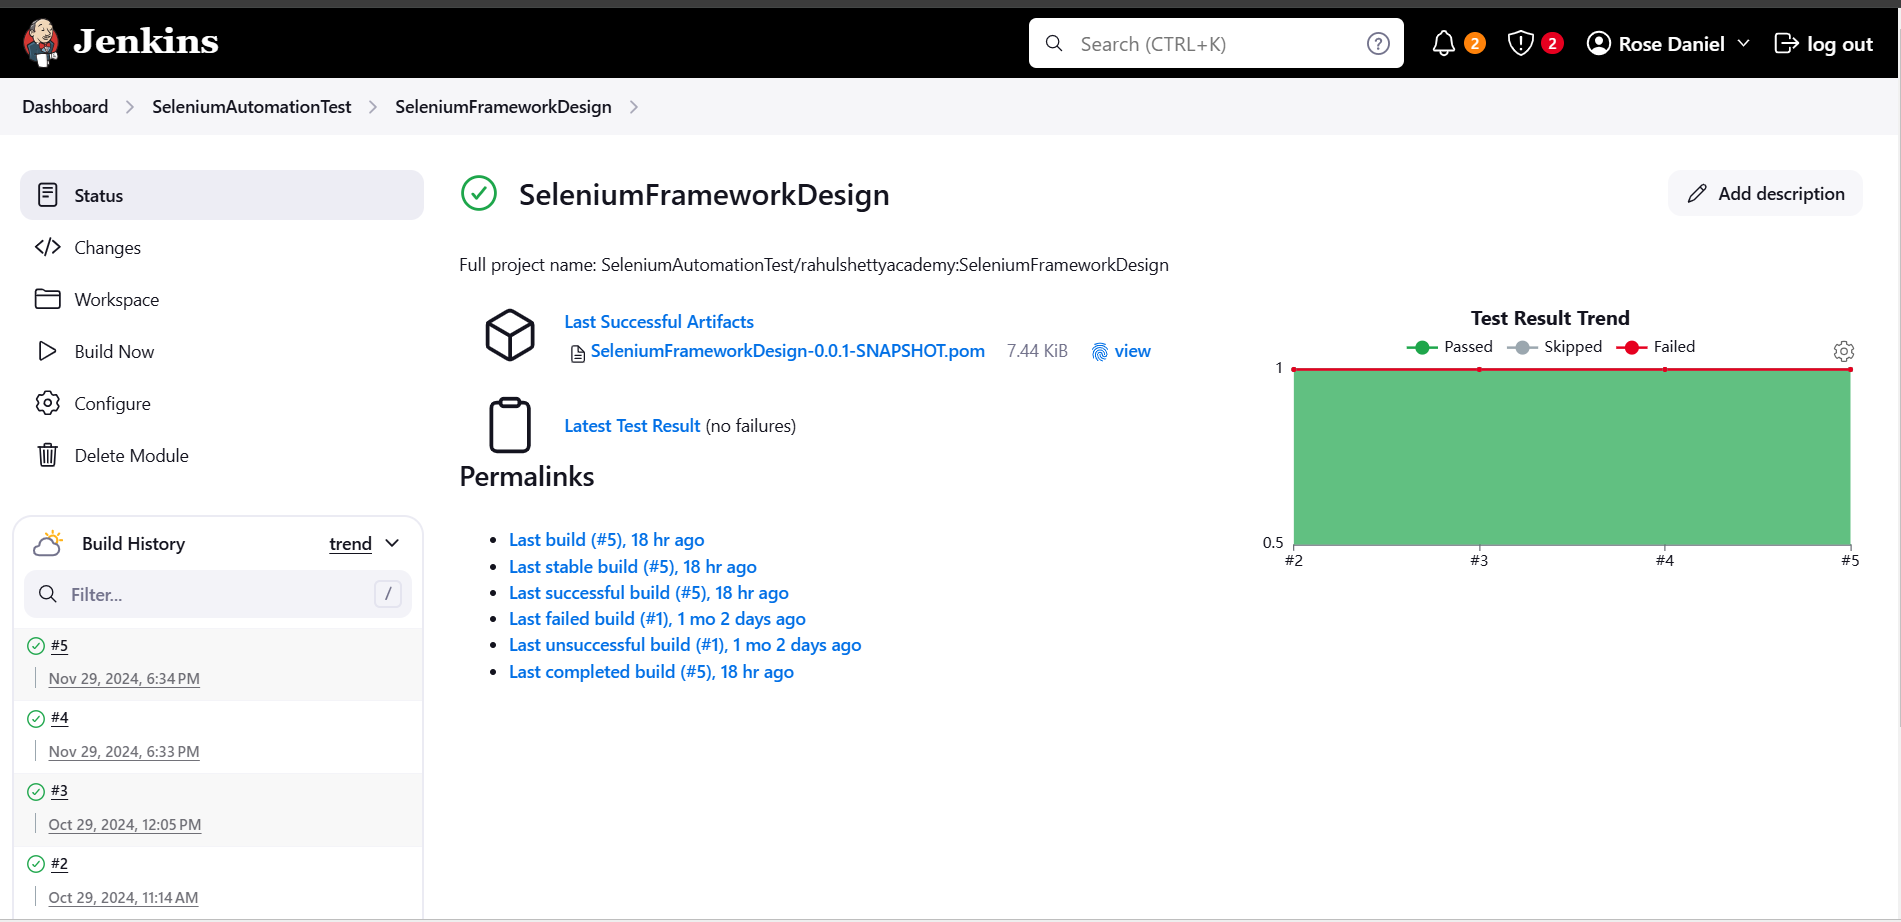 Jenkins
Search (CTRL+K)
?
2
2
Rose Daniel
log out
Dashboard
SeleniumAutomationTest
SeleniumFrameworkDesign
Status
Changes
Workspace
Build Now
Configure
Delete Module
Build History
trend
Filter...
/
#5
Nov 29, 2024, 6:34 PM
#4
Nov 29, 2024, 6:33 PM
#3
Oct 29, 2024, 12:05 PM
#2
Oct 29, 2024, 11:14 AM
SeleniumFrameworkDesign
Add description
Full project name: SeleniumAutomationTest/rahulshettyacademy:SeleniumFrameworkDesign
Last Successful Artifacts
SeleniumFrameworkDesign-0.0.1-SNAPSHOT.pom 7.44 KiB view
Latest Test Result (no failures)
Permalinks
Last build (#5), 18 hr ago
Last stable build (#5), 18 hr ago
Last successful build (#5), 18 hr ago
Last failed build (#1), 1 mo 2 days ago
Last unsuccessful build (#1), 1 mo 2 days ago
Last completed build (#5), 18 hr ago
Test Result Trend
Passed Skipped Failed
1
0.5
#2 #3 #4 #5